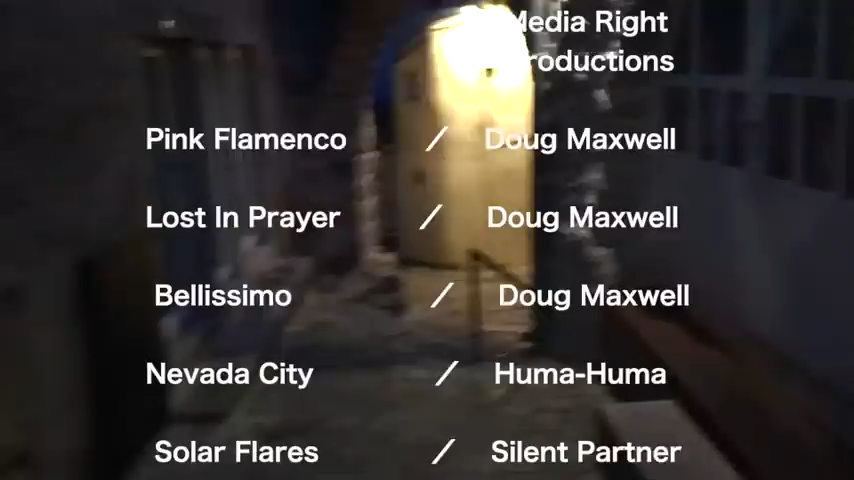 Media Right
Productions
Pink Flamenco / Doug Maxwell
Lost In Prayer / Doug Maxwell
Bellissimo / Doug Maxwell
Nevada City / Huma-Huma
Solar Flares / Silent Partner